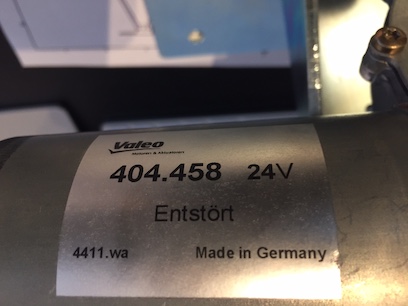 Valeo
404.458 24V
Entstört
4411.wa Made in Germany